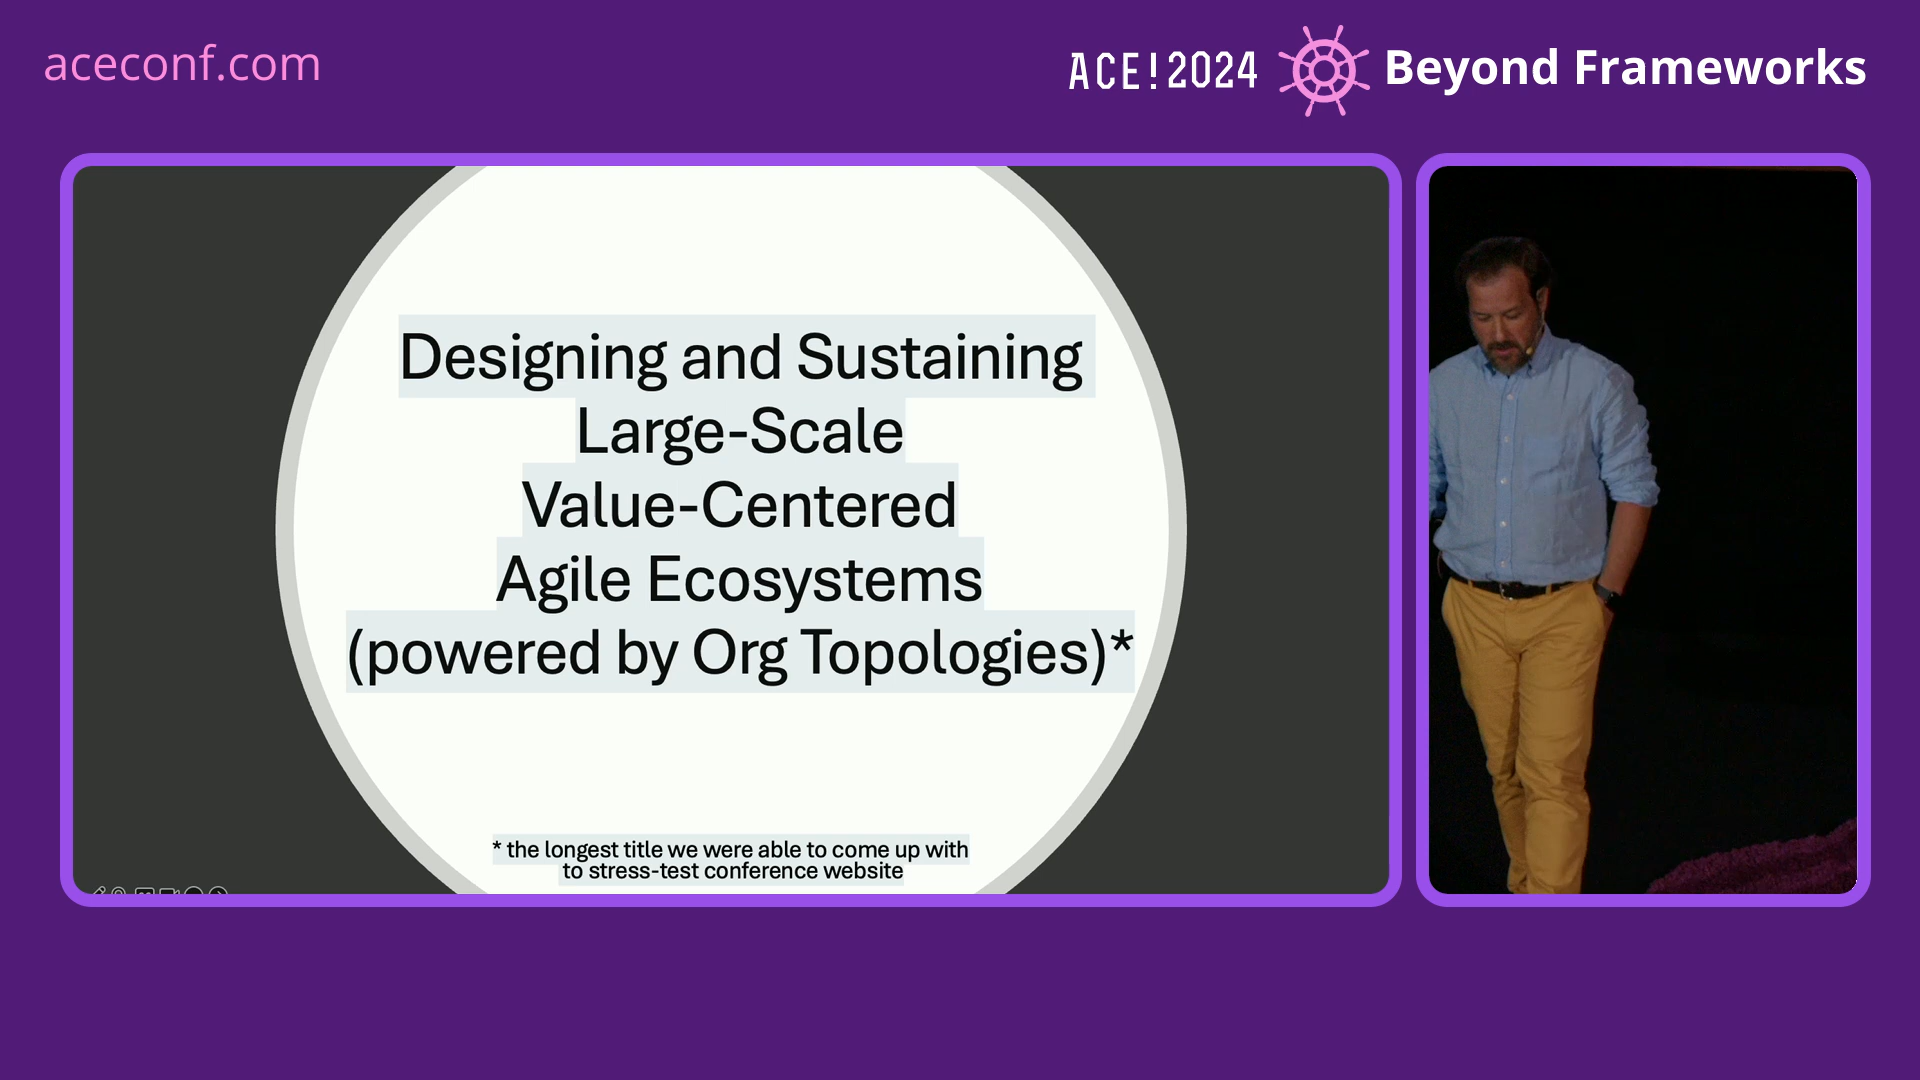 aceconf.com
ACE!2024 Beyond Frameworks
Designing and Sustaining
Large-Scale
Value-Centered
Agile Ecosystems
(powered by Org Topologies)*
* the longest title we were able to come up with
to stress-test conference website